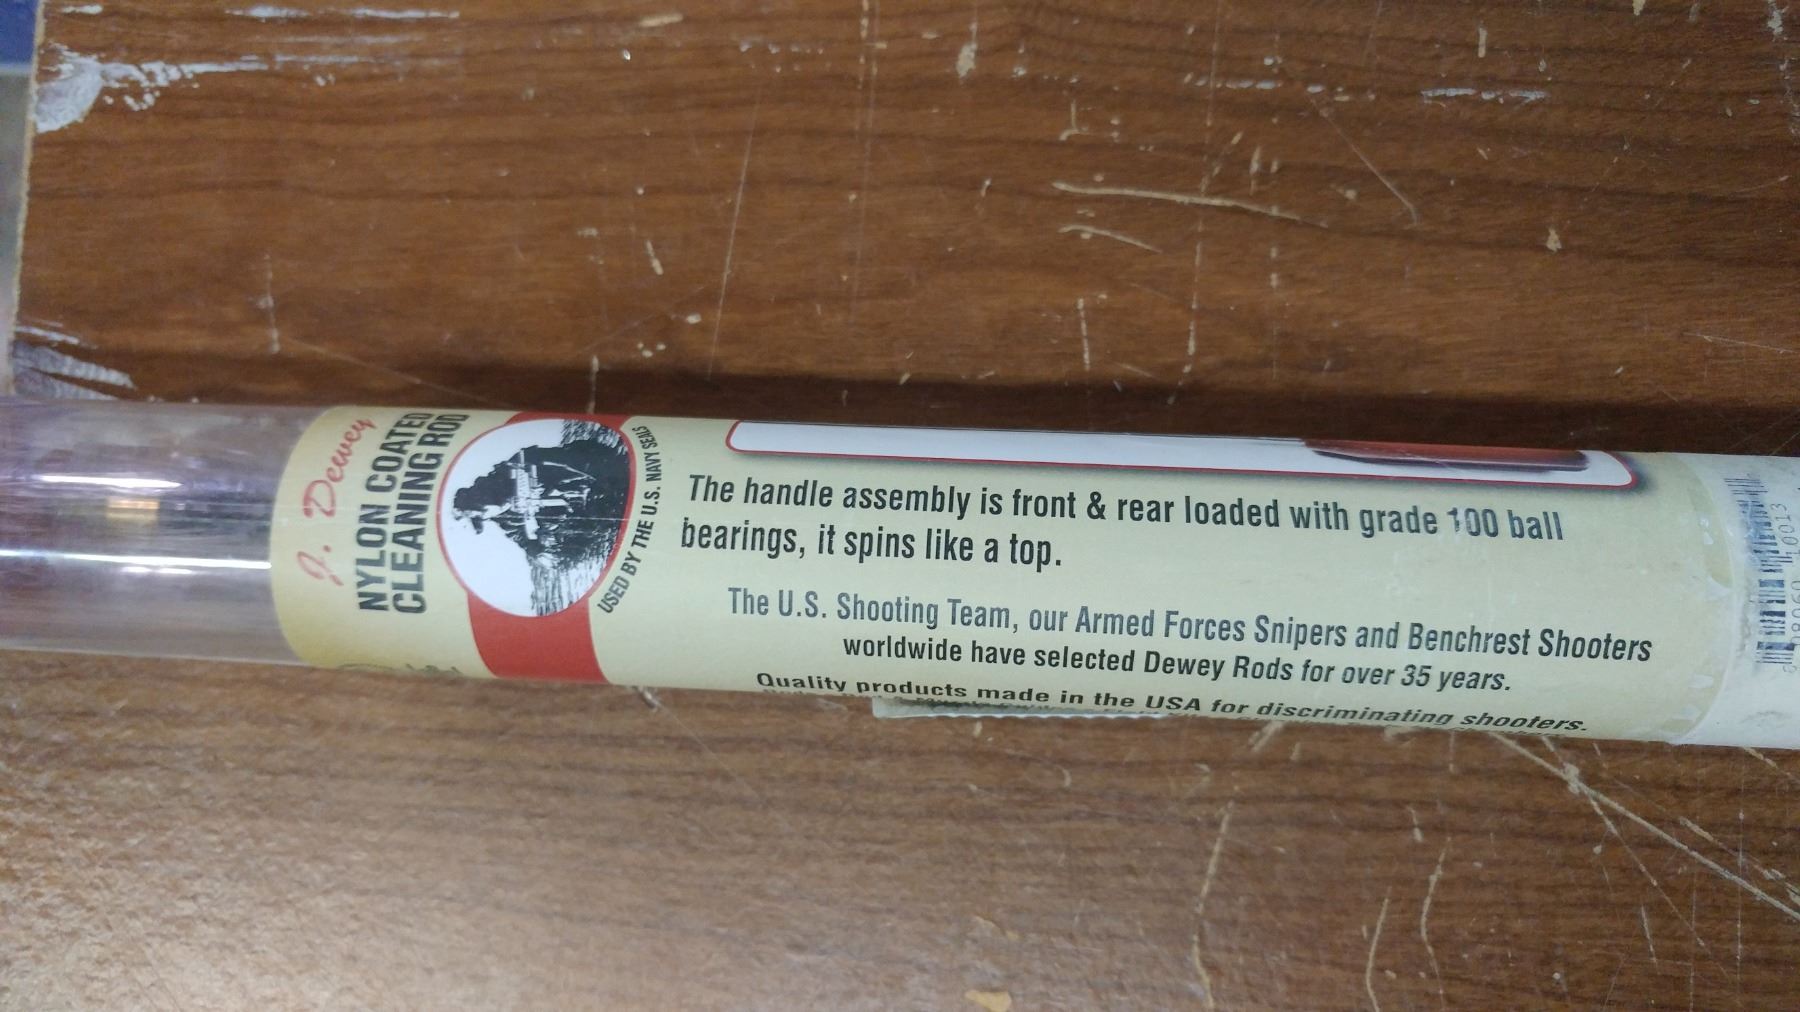 J. Dewey
NYLON COATED
CLEANING ROD
USED BY THE U.S. NAVY SEALS
The handle assembly is front & rear loaded with grade 100 ball
bearings, it spins like a top.
The U.S. Shooting Team, our Armed Forces Snipers and Benchrest Shooters
worldwide have selected Dewey Rods for over 35 years.
Quality products made in the USA for discriminating shooters.
10013